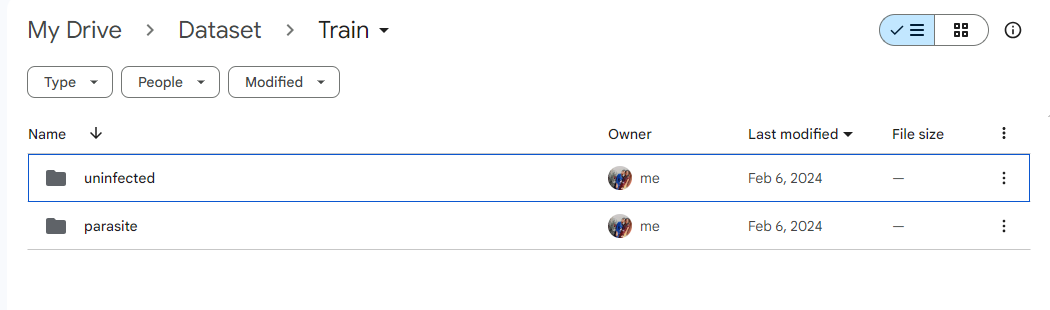 My Drive > Dataset > Train
Type People Modified
Name Owner Last modified File size
uninfected me Feb 6, 2024 —
parasite me Feb 6, 2024 —